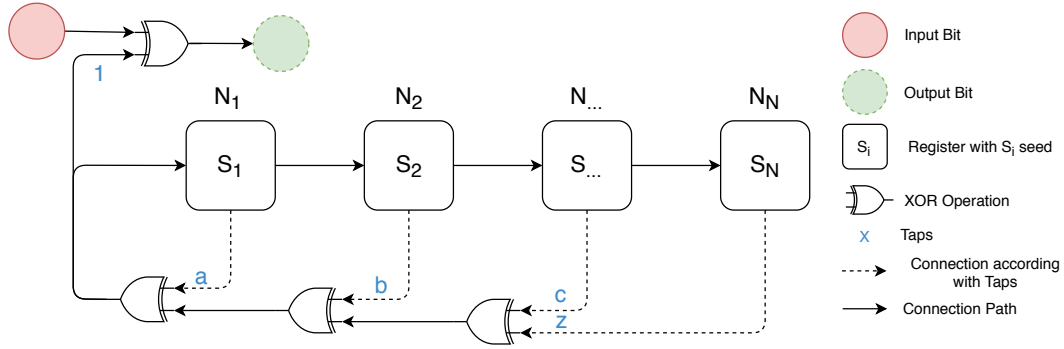 Input Bit
1
Output Bit
N1
N2
N...
NN
S1
S2
S...
SN
Si
Register with Si seed
XOR Operation
x
Taps
a
b
c
z
Connection according
with Taps
Connection Path